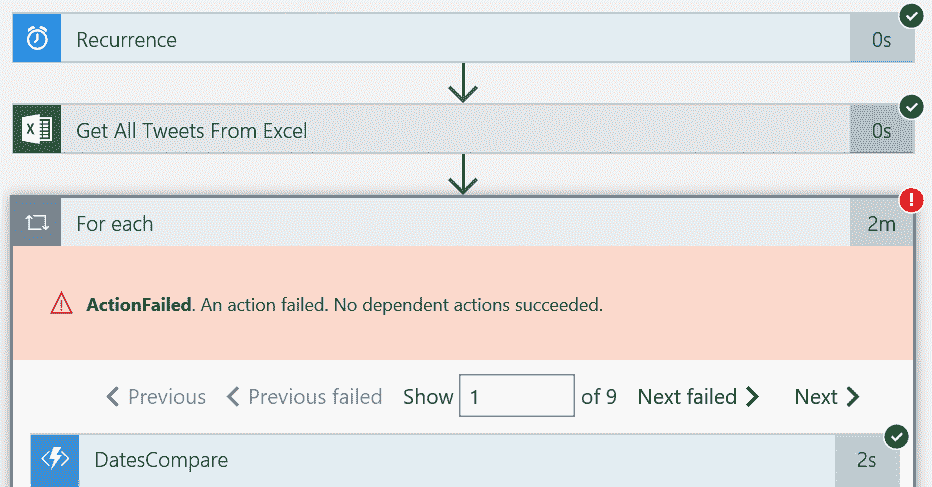 Recurrence 0s
Get All Tweets From Excel 0s
For each 2m
ActionFailed. An action failed. No dependent actions succeeded.
Previous Previous failed Show 1 of 9 Next failed Next
DatesCompare 2s